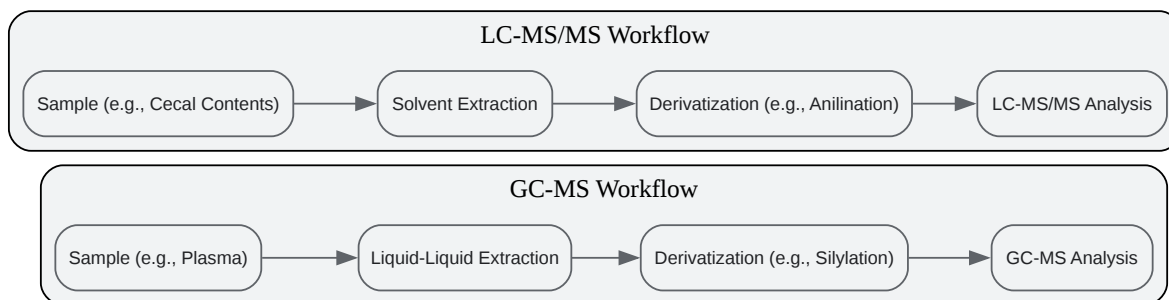 LC-MS/MS Workflow
Sample (e.g., Cecal Contents)
Solvent Extraction
Derivatization (e.g., Anilination)
LC-MS/MS Analysis
GC-MS Workflow
Sample (e.g., Plasma)
Liquid-Liquid Extraction
Derivatization (e.g., Silylation)
GC-MS Analysis